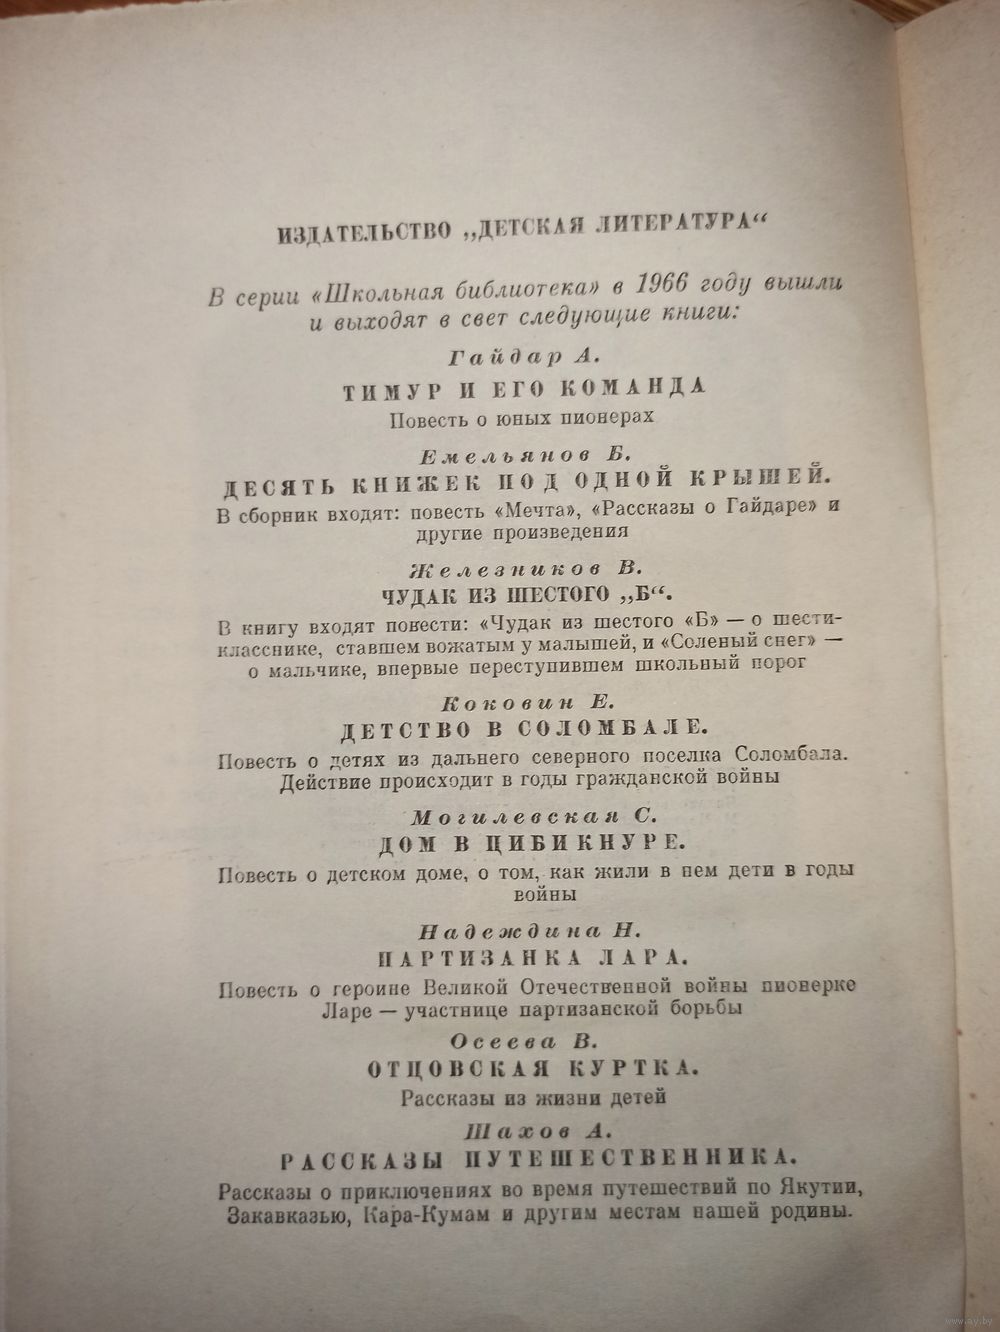 ИЗДАТЕЛЬСТВО „ДЕТСКАЯ ЛИТЕРАТУРА“
В серии «Школьная библиотека» в 1966 году вышли
и выходят в свет следующие книги:
Гайдар А.
ТИМУР И ЕГО КОМАНДА
Повесть о юных пионерах
Емельянов Б.
ДЕСЯТЬ КНИЖЕК ПОД ОДНОЙ КРЫШЕЙ.
В сборник входят: повесть «Мечта», «Рассказы о Гайдаре» и
другие произведения
Железников В.
ЧУДАК ИЗ ШЕСТОГО „Б“.
В книгу входят повести: «Чудак из шестого «Б» — о шести-
класснике, ставшем вожатым у малышей, и «Соленый снег» —
о мальчике, впервые переступившем школьный порог
Коковин Е.
ДЕТСТВО В СОЛОМБАЛЕ.
Повесть о детях из дальнего северного поселка Соломбала.
Действие происходит в годы гражданской войны
Могилевская С.
ДОМ В ЦИБИКНУРЕ.
Повесть о детском доме, о том, как жили в нем дети в годы
войны
Надеждина Н.
ПАРТИЗАНКА ЛАРА.
Повесть о героине Великой Отечественной войны пионерке
Ларе — участнице партизанской борьбы
Осеева В.
ОТЦОВСКАЯ КУРТКА.
Рассказы из жизни детей
Шахов А.
РАССКАЗЫ ПУТЕШЕСТВЕННИКА.
Рассказы о приключениях во время путешествий по Якутии,
Закавказью, Кара-Кумам и другим местам нашей родины.
www.ay.by